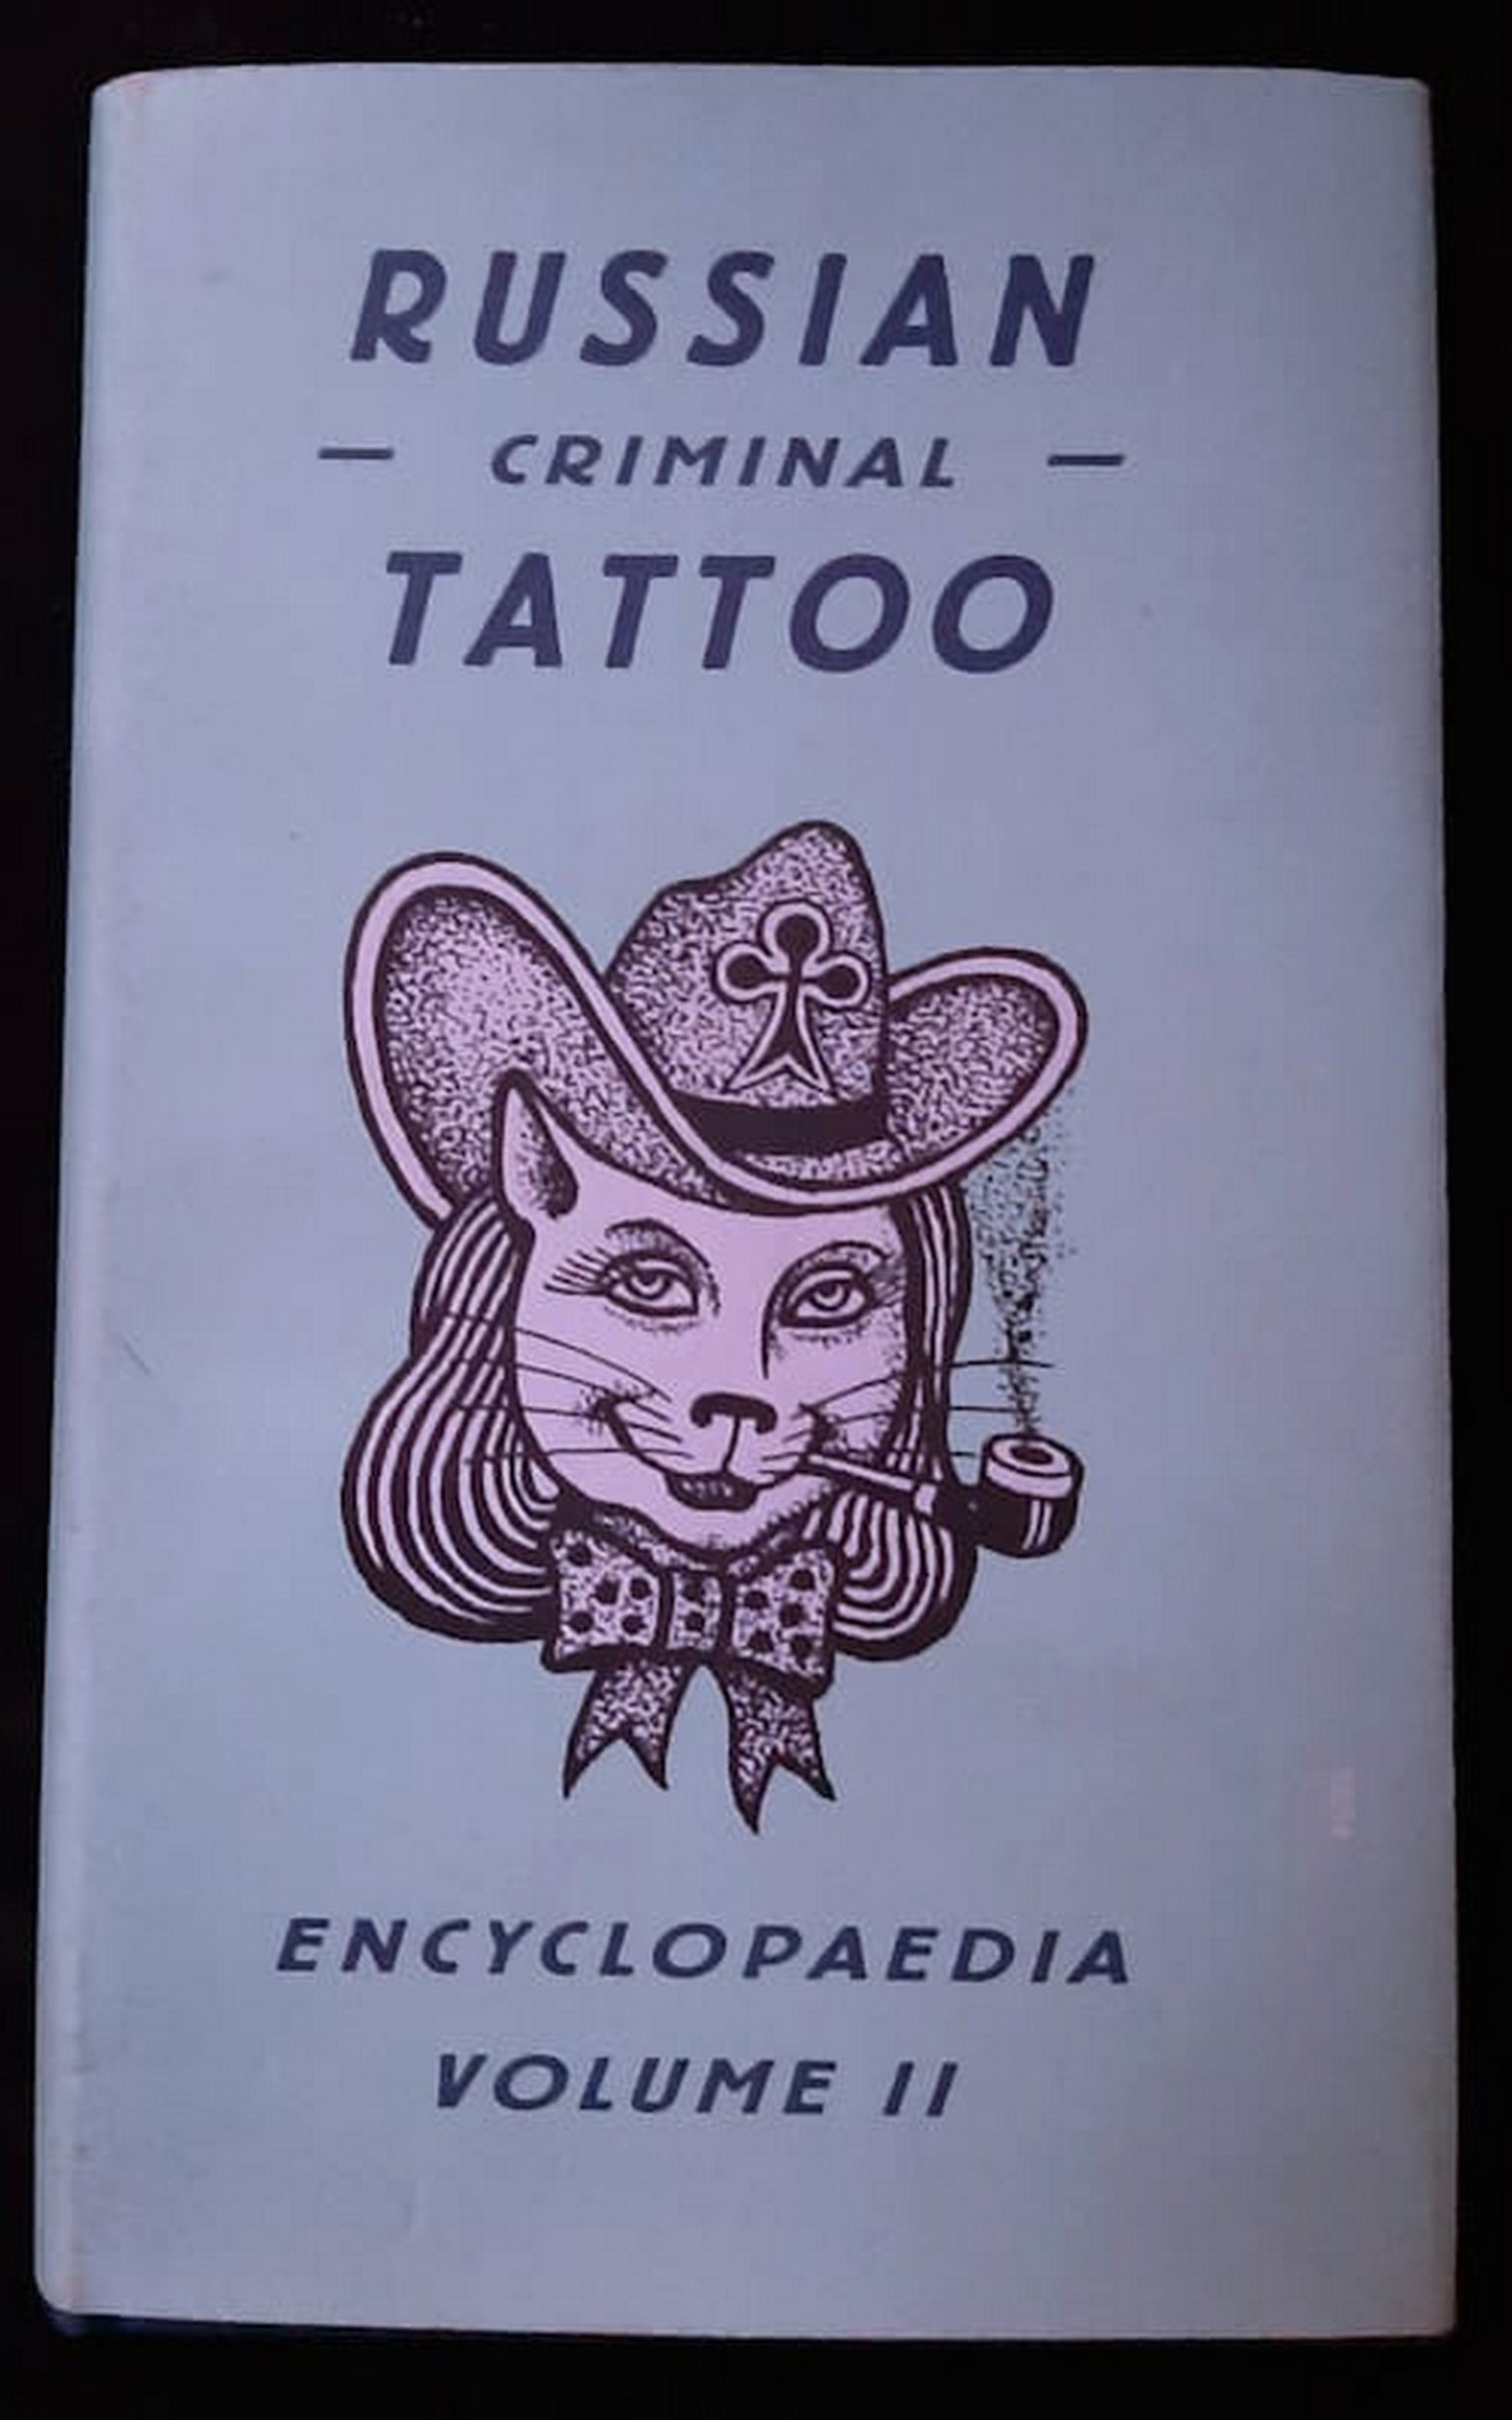 RUSSIAN
— CRIMINAL —
TATTOO
ENCYCLOPAEDIA
VOLUME II